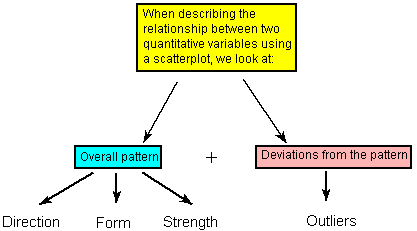 When describing the
relationship between two
quantitative variables using
a scatterplot, we look at:
Overall pattern + Deviations from the pattern
Direction Form Strength Outliers